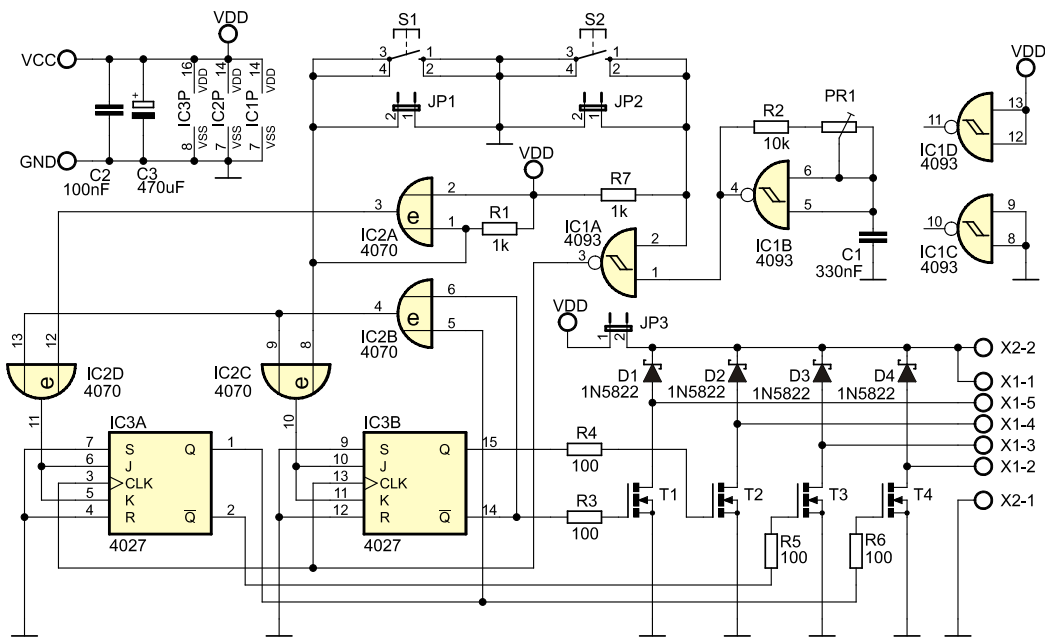 VDD
VCC
GND
C2
100nF
C3
470uF
+
IC3P
16
VDD
VSS
8
IC2P
14
VDD
VSS
7
IC1P
14
VDD
VSS
7
S1
3
4
1
2
S2
3
4
1
2
JP1
2
1
JP2
2
1
VDD
R7
1k
R1
1k
IC2A
4070
e
3
2
1
IC2B
4070
e
4
6
5
IC1A
4093
3
2
1
R2
10k
PR1
IC1B
4093
4
6
5
C1
330nF
VDD
IC1D
4093
11
13
12
IC1C
4093
10
9
8
VDD
JP3
1
2
13
12
e
IC2D
4070
11
9
8
e
IC2C
4070
10
IC3A
7
6
3
5
4
S
J
CLK
K
R
Q
Q
1
2
4027
IC3B
9
10
13
11
12
S
J
CLK
K
R
Q
Q
15
14
4027
R4
100
R3
100
D1
1N5822
D2
1N5822
D3
1N5822
D4
1N5822
T1
T2
T3
T4
R5
100
R6
100
X2-2
X1-1
X1-5
X1-4
X1-3
X1-2
X2-1